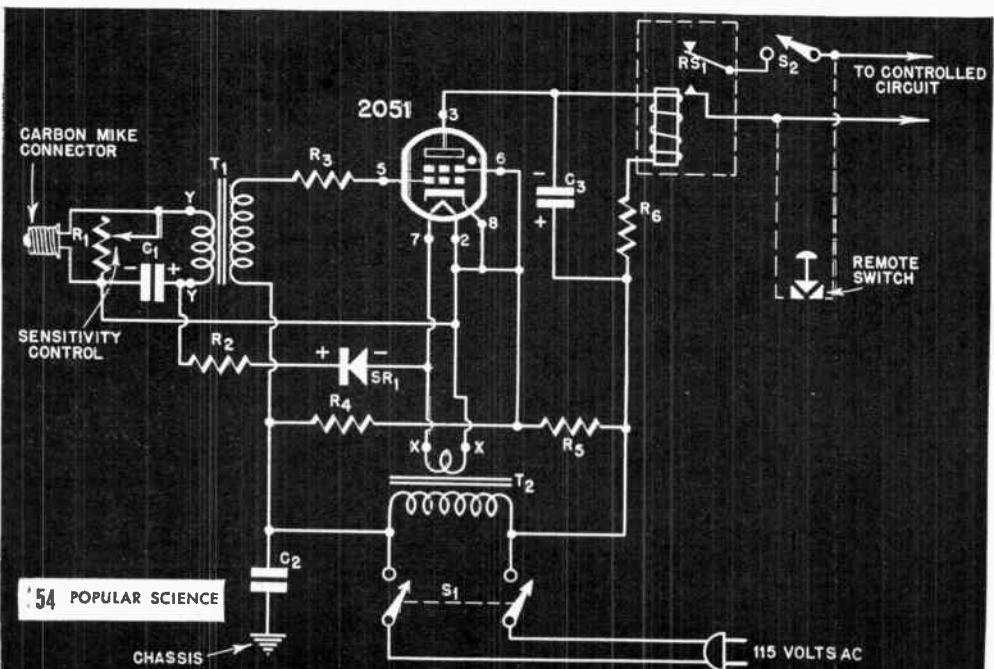 RS₁
S₂
TO CONTROLLED
CIRCUIT
2051
3
CARBON MIKE
CONNECTOR
T₁
R₃
5
6
Y
C₃
-
+
R₆
8
R₁
C₁
-
+
7
2
Y
REMOTE
SWITCH
SENSITIVITY
CONTROL
R₂
+
-
SR₁
R₄
R₅
X
X
T₂
C₂
S₁
'54 POPULAR SCIENCE
CHASSIS
115 VOLTS AC